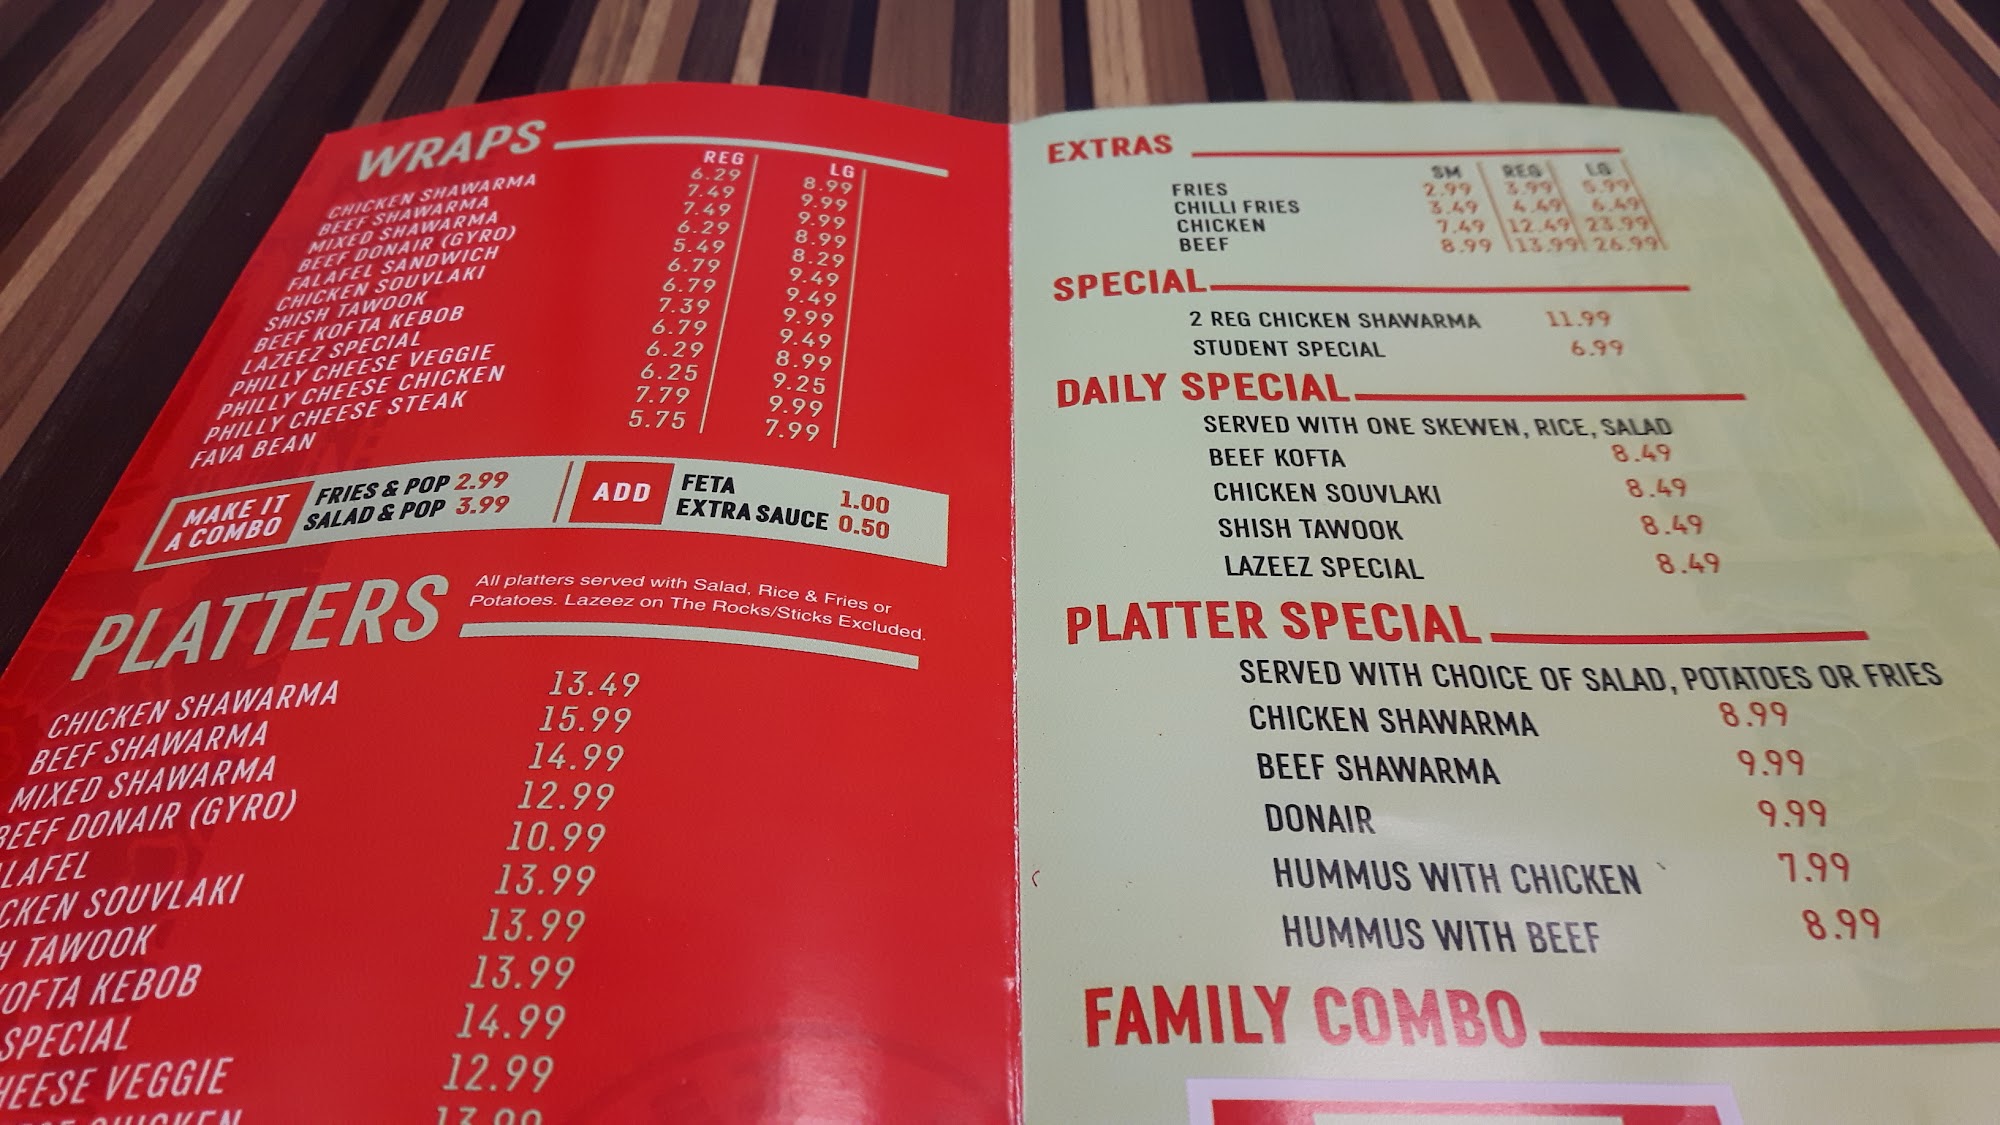 WRAPS
REG LG
CHICKEN SHAWARMA 6.29 8.99
BEEF SHAWARMA 7.49 9.99
MIXED SHAWARMA 7.49 9.99
BEEF DONAIR (GYRO) 6.29 8.99
FALAFEL SANDWICH 5.49 8.29
CHICKEN SOUVLAKI 6.79 9.49
SHISH TAWOOK 6.79 9.49
BEEF KOFTA KEBOB 7.39 9.99
LAZEEZ SPECIAL 6.79 9.49
PHILLY CHEESE VEGGIE 6.29 8.99
PHILLY CHEESE CHICKEN 6.25 9.25
PHILLY CHEESE STEAK 7.79 9.99
FAVA BEAN 5.75 7.99
MAKE IT
A COMBO
FRIES & POP 2.99
SALAD & POP 3.99
ADD
FETA 1.00
EXTRA SAUCE 0.50
PLATTERS
All platters served with Salad, Rice & Fries or
Potatoes. Lazeez on The Rocks/Sticks Excluded.
CHICKEN SHAWARMA 13.49
BEEF SHAWARMA 15.99
MIXED SHAWARMA 14.99
BEEF DONAIR (GYRO) 12.99
LAFEL 10.99
CKEN SOUVLAKI 13.99
H TAWOOK 13.99
KOFTA KEBOB 13.99
SPECIAL 14.99
HEESE VEGGIE 12.99
CHICKEN 13.99
EXTRAS
SM REG LG
FRIES 2.99 3.99 5.99
CHILLI FRIES 3.49 4.49 6.49
CHICKEN 7.49 12.49 23.99
BEEF 8.99 13.99 26.99
SPECIAL
2 REG CHICKEN SHAWARMA 11.99
STUDENT SPECIAL 6.99
DAILY SPECIAL
SERVED WITH ONE SKEWEN, RICE, SALAD
BEEF KOFTA 8.49
CHICKEN SOUVLAKI 8.49
SHISH TAWOOK 8.49
LAZEEZ SPECIAL 8.49
PLATTER SPECIAL
SERVED WITH CHOICE OF SALAD, POTATOES OR FRIES
CHICKEN SHAWARMA 8.99
BEEF SHAWARMA 9.99
DONAIR 9.99
HUMMUS WITH CHICKEN 7.99
HUMMUS WITH BEEF 8.99
FAMILY COMBO